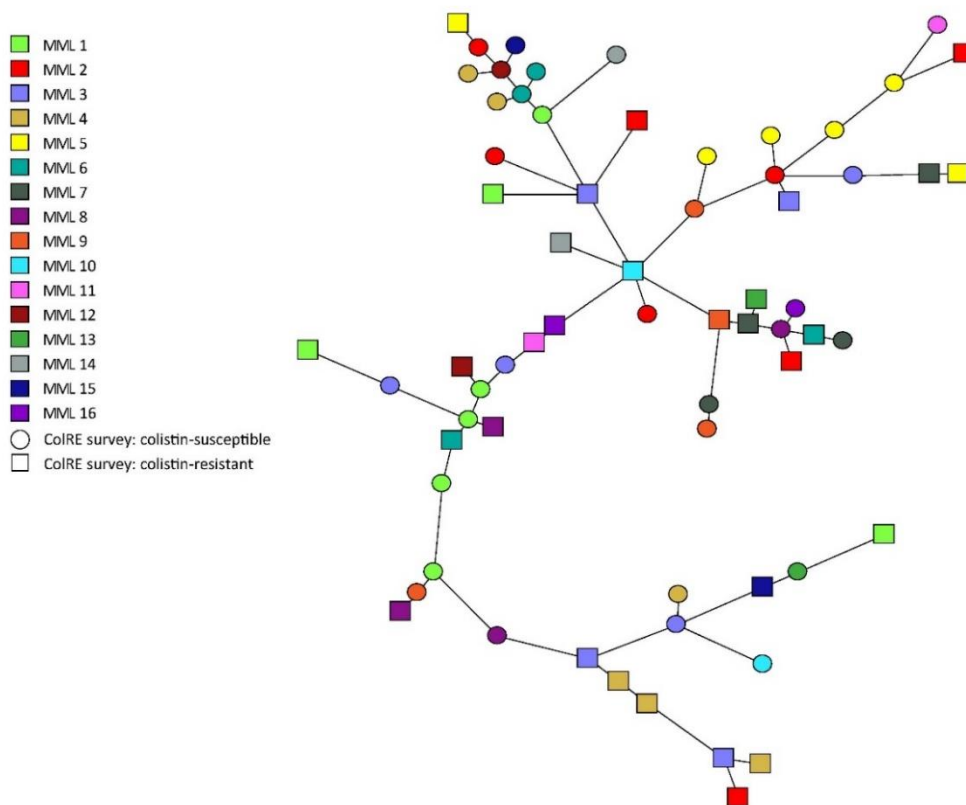 MML 1
MML 2
MML 3
MML 4
MML 5
MML 6
MML 7
MML 8
MML 9
MML 10
MML 11
MML 12
MML 13
MML 14
MML 15
MML 16
ColRE survey: colistin-susceptible
ColRE survey: colistin-resistant